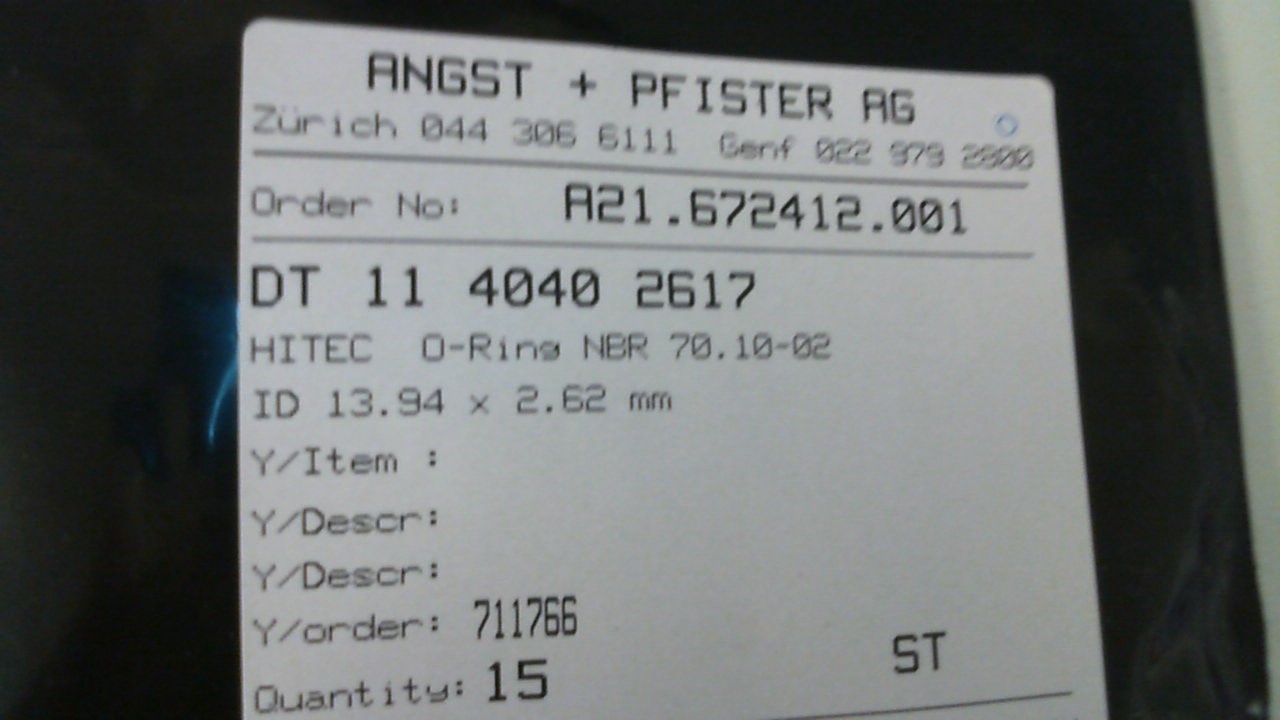 ANGST + PFISTER AG
Zürich 044 306 6111 Genf 022 979 2800
Order No: A21.672412.001
DT 11 4040 2617
HITEC O-Ring NBR 70.10-02
ID 13.94 x 2.62 mm
Y/Item :
Y/Descr:
Y/Descr:
Y/order: 711766
Quantity: 15 ST